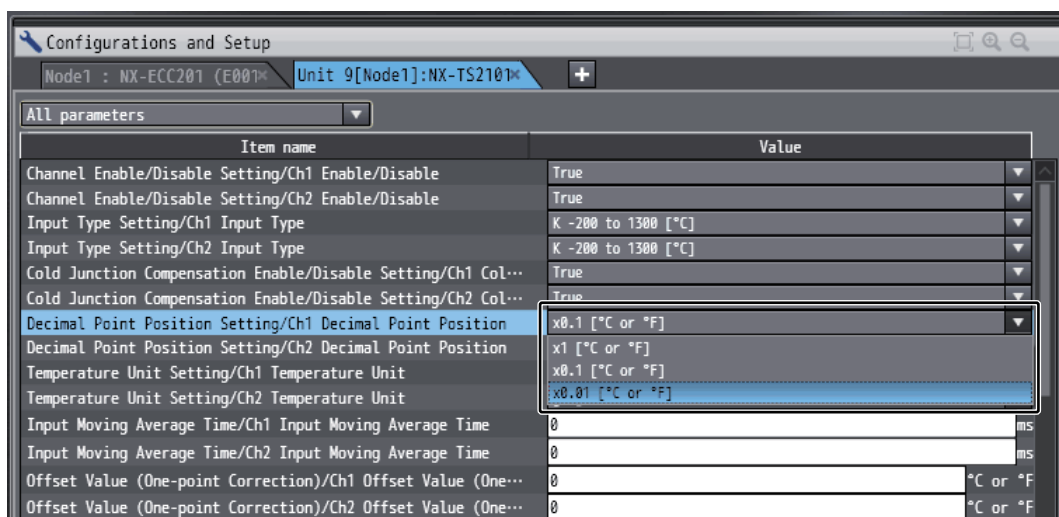 Configurations and Setup
Node1 : NX-ECC201 (E001 Unit 9[Node1]:NX-TS2101
All parameters
Item name Value
Channel Enable/Disable Setting/Ch1 Enable/Disable True
Channel Enable/Disable Setting/Ch2 Enable/Disable True
Input Type Setting/Ch1 Input Type K -200 to 1300 [°C]
Input Type Setting/Ch2 Input Type K -200 to 1300 [°C]
Cold Junction Compensation Enable/Disable Setting/Ch1 Col··· True
Cold Junction Compensation Enable/Disable Setting/Ch2 Col··· True
Decimal Point Position Setting/Ch1 Decimal Point Position x0.1 [°C or °F]
Decimal Point Position Setting/Ch2 Decimal Point Position x1 [°C or °F]
Temperature Unit Setting/Ch1 Temperature Unit x0.1 [°C or °F]
Temperature Unit Setting/Ch2 Temperature Unit x0.01 [°C or °F]
Input Moving Average Time/Ch1 Input Moving Average Time 0 ms
Input Moving Average Time/Ch2 Input Moving Average Time 0 ms
Offset Value (One-point Correction)/Ch1 Offset Value (One··· 0 °C or °F
Offset Value (One-point Correction)/Ch2 Offset Value (One··· 0 °C or °F